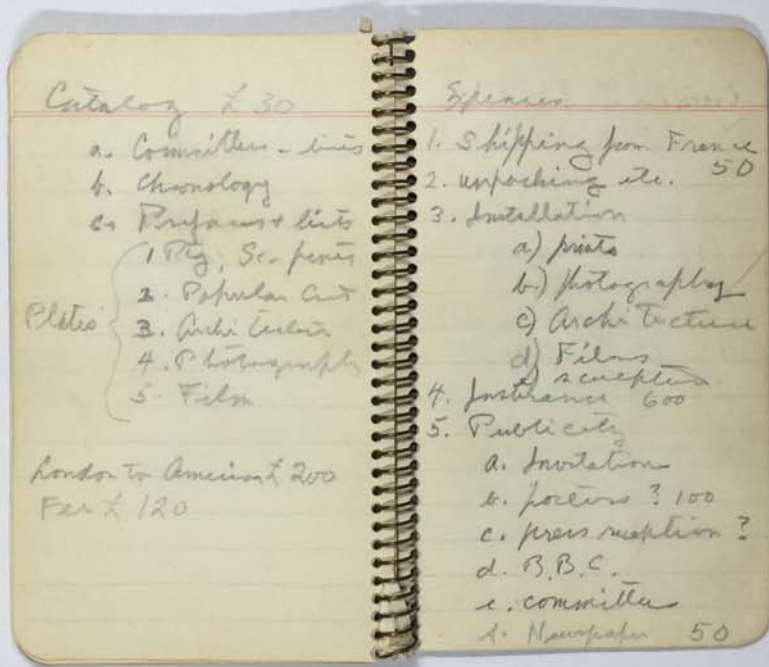 Catalog £ 30
a. Committee - lists
b. Chronology
c. Prefaces + lists
1 Ptg, Sc. prints
2. Popular Art
Plates
3. Architecture
4. Photography
5. Film
London to America £ 200
Fee £ 120
Expenses
1. Shipping from France
50
2. unpacking etc.
3. Installation
a) prints
b.) photography
c) Architecture
d) Films
e) sculpture
4. Insurance 600
5. Publicity
a. Invitation
b. posters ? 100
c. press reception ?
d. B.B.C.
e. committee
f. Newspaper 50